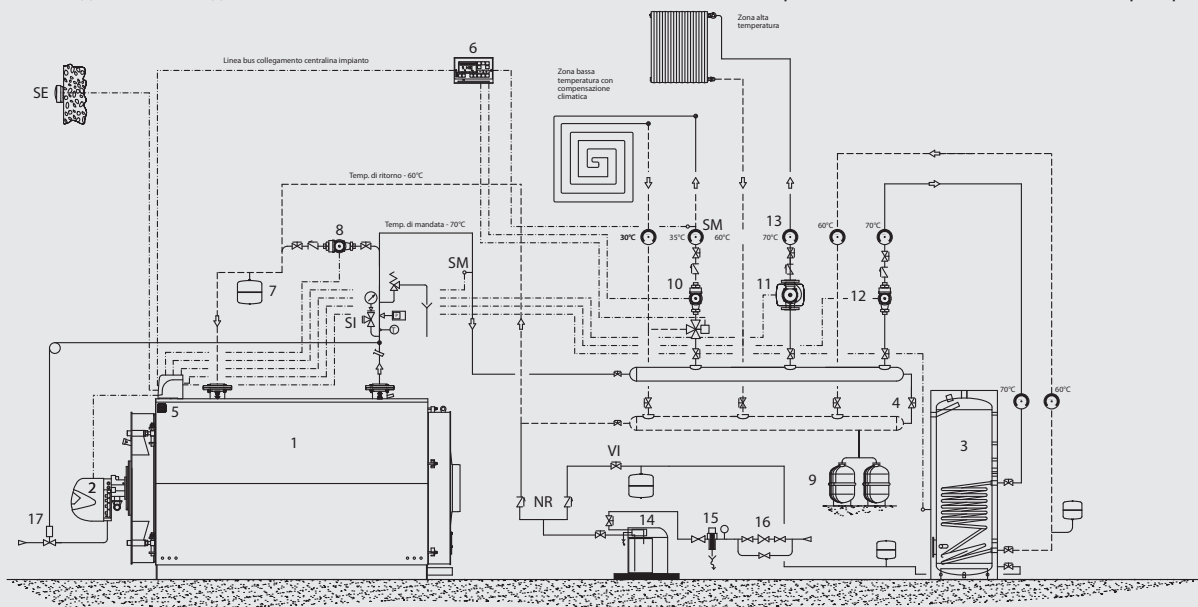 Zona alta
temperatura
6
Linea bus collegamento centralina impianto
Zona bassa
temperatura con
compensazione
climatica
SE
Temp. di ritorno - 60°C
Temp. di mandata - 70°C
8
SM
13
30°C
35°C
60°C
70°C
60°C
70°C
SM
7
10
11
12
SI
T
5
4
70°C
60°C
1
3
VI
2
9
17
NR
14
15
16